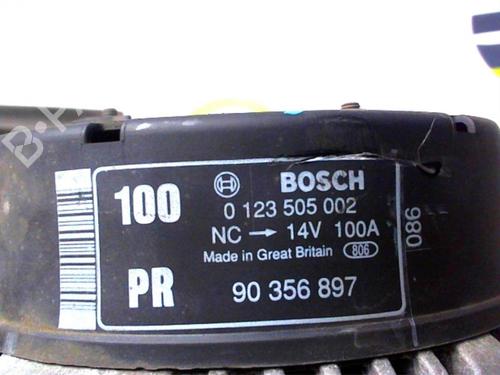 100
BOSCH
0 123 505 002
NC → 14V 100A
Made in Great Britain 806
PR
90 356 897
086